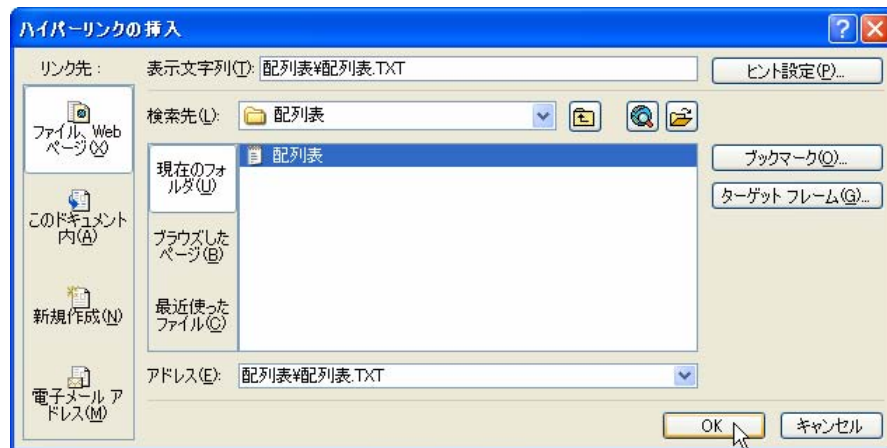 ハイパーリンクの挿入
リンク先：
表示文字列(T): 配列表¥配列表.TXT
ヒント設定(P)...
ファイル、Web
ページ(X)
検索先(L): 配列表
現在のフォ
ルダ(U)
配列表
ブックマーク(O)...
ターゲット フレーム(G)...
このドキュメント
内(A)
ブラウズした
ページ(B)
新規作成(N)
最近使った
ファイル(C)
電子メール ア
ドレス(M)
アドレス(E): 配列表¥配列表.TXT
OK
キャンセル